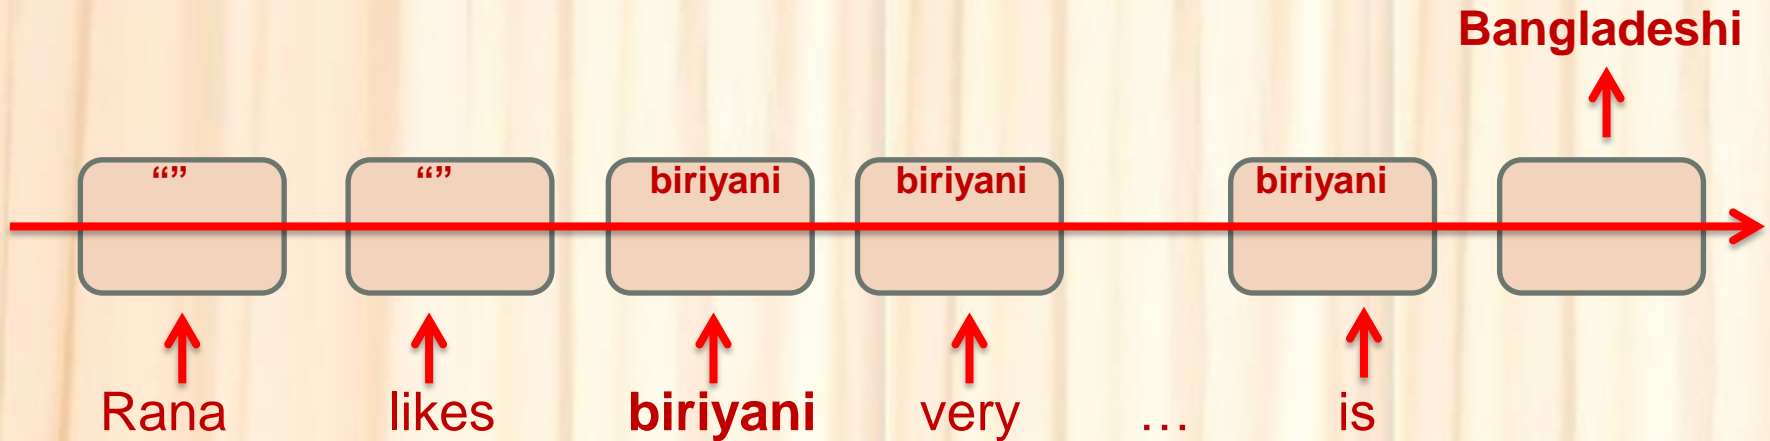 Bangladeshi
“” “” biriyani biriyani biriyani
Rana likes biriyani very … is